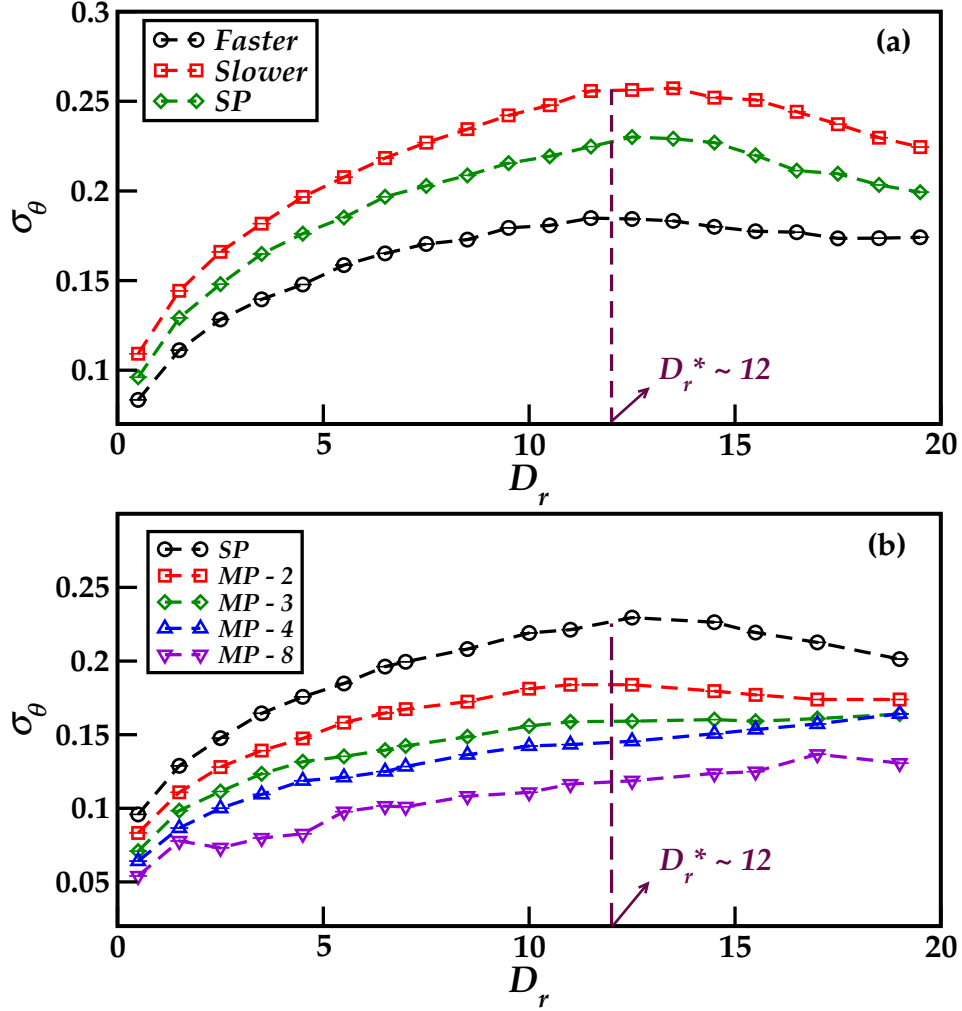 0.3
(a)
Faster
Slower
SP
0.25
0.2
0.15
0.1
σθ
Dr* ~ 12
0 5 10 15 20
Dr
(b)
SP
MP - 2
MP - 3
MP - 4
MP - 8
0.25
0.2
0.15
0.1
0.05
σθ
Dr* ~ 12
0 5 10 15 20
Dr